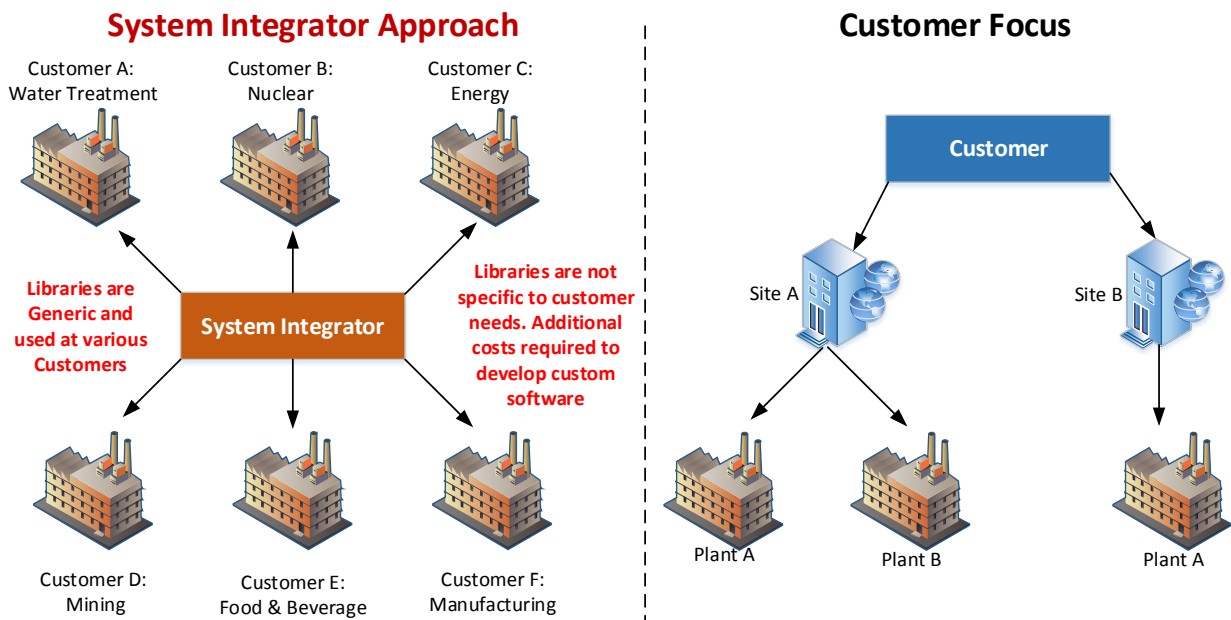 System Integrator Approach
Customer A:
Water Treatment
Customer B:
Nuclear
Customer C:
Energy
Libraries are
Generic and
used at various
Customers
System Integrator
Libraries are not
specific to customer
needs. Additional
costs required to
develop custom
software
Customer D:
Mining
Customer E:
Food & Beverage
Customer F:
Manufacturing
Customer Focus
Customer
Site A
Site B
Plant A
Plant B
Plant A